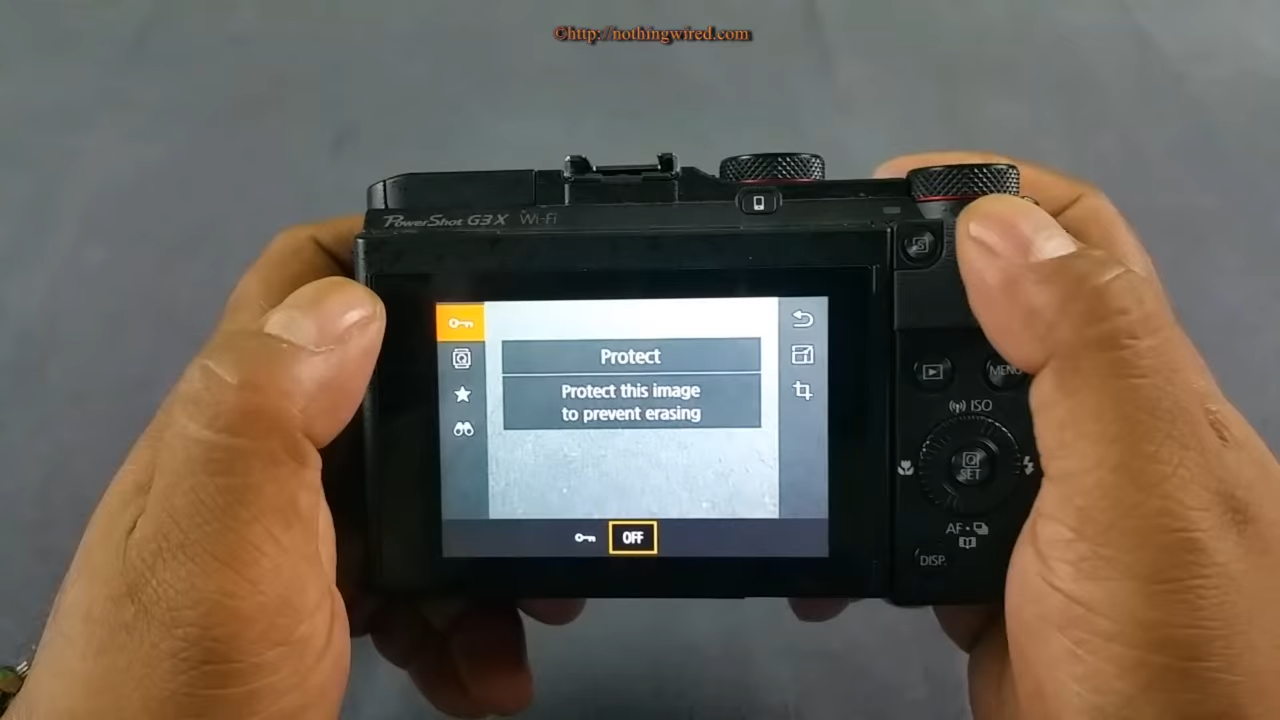 ©http://nothingwired.com
PowerShot G3X Wi-Fi
S
Protect
Protect this image
to prevent erasing
OFF
MENU
ISO
Q
SET
AF
DISP.